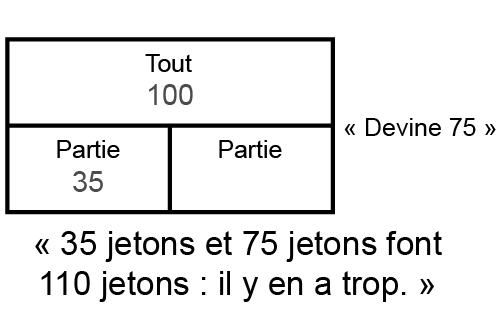 Tout
100
Partie
Partie
35
« Devine 75 »
« 35 jetons et 75 jetons font
110 jetons : il y en a trop. »